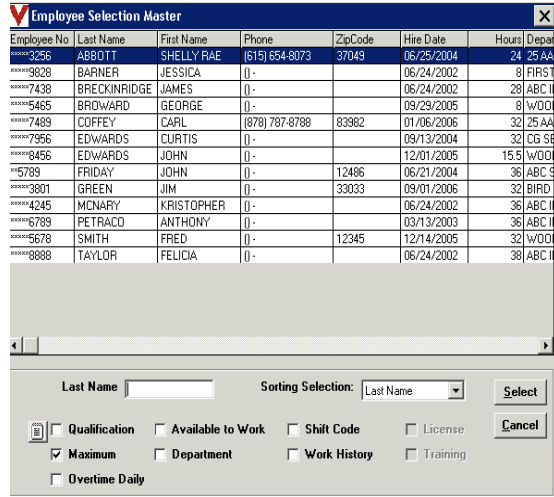 Employee Selection Master
Employee No Last Name First Name Phone ZipCode Hire Date Hours Depar
*****3256 ABBOTT SHELLY RAE (615) 654-8073 37049 06/25/2004 24 25 AA
*****9828 BARNER JESSICA () - 06/24/2002 8 FIRST
*****7438 BRECKINRIDGE JAMES () - 06/24/2002 28 ABC II
*****5465 BROWARD GEORGE () - 09/29/2005 8 WOO
*****7489 COFFEY CARL (878) 787-8788 83982 01/06/2006 32 25 AA
*****7956 EDWARDS CURTIS () - 09/13/2004 32 CG SE
*****8456 EDWARDS JOHN () - 12/01/2005 15.5 WOO
**5789 FRIDAY JOHN () - 12486 06/21/2004 36 ABC S
*****3801 GREEN JIM () - 33033 09/01/2006 32 BIRD
*****4245 MCNARY KRISTOPHER () - 06/24/2002 36 ABC II
*****6789 PETRACO ANTHONY () - 03/13/2003 36 ABC II
*****5678 SMITH FRED () - 12345 12/14/2005 32 WOO
*****8888 TAYLOR FELICIA () - 06/24/2002 38 ABC II
Last Name Sorting Selection: Last Name Select
Qualification Available to Work Shift Code License Cancel
Maximum Department Work History Training
Overtime Daily